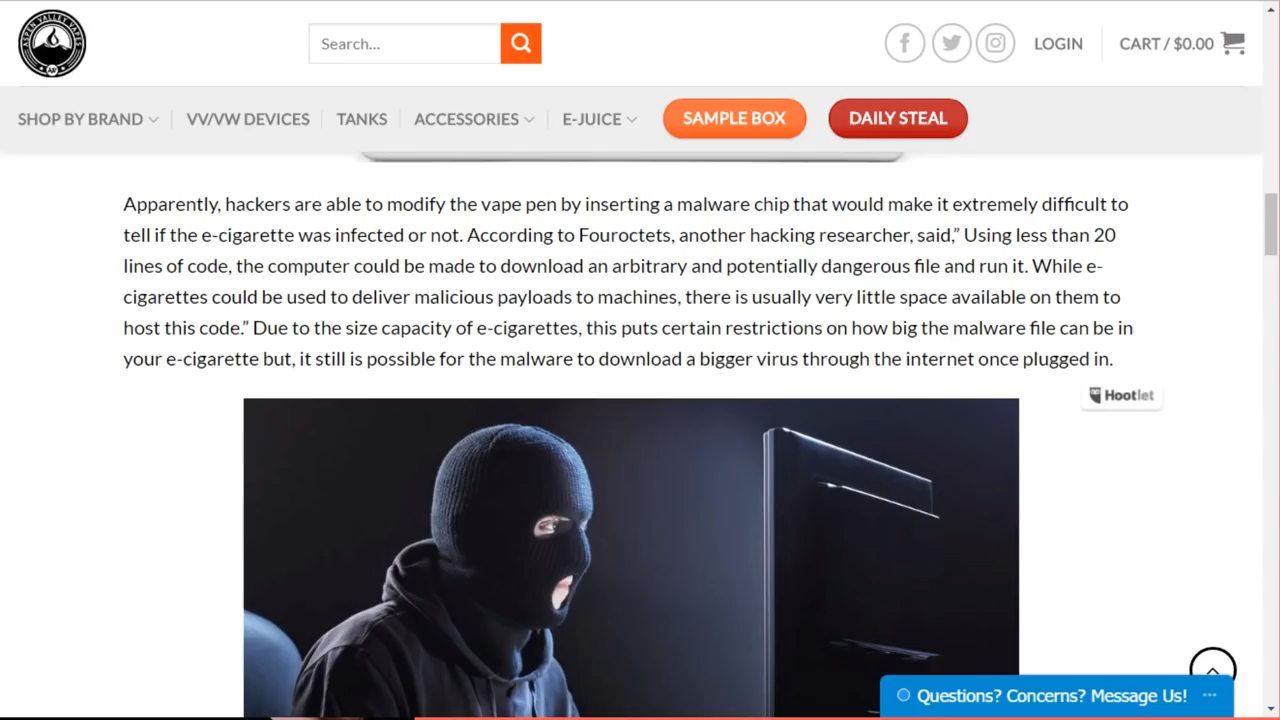 ASPEN VALLEY VAPES
Search...
LOGIN
CART / $0.00
SHOP BY BRAND
VV/VW DEVICES
TANKS
ACCESSORIES
E-JUICE
SAMPLE BOX
DAILY STEAL
Apparently, hackers are able to modify the vape pen by inserting a malware chip that would make it extremely difficult to
tell if the e-cigarette was infected or not. According to Fouroctets, another hacking researcher, said,” Using less than 20
lines of code, the computer could be made to download an arbitrary and potentially dangerous file and run it. While e-
cigarettes could be used to deliver malicious payloads to machines, there is usually very little space available on them to
host this code.” Due to the size capacity of e-cigarettes, this puts certain restrictions on how big the malware file can be in
your e-cigarette but, it still is possible for the malware to download a bigger virus through the internet once plugged in.
Hootlet
Questions? Concerns? Message Us!